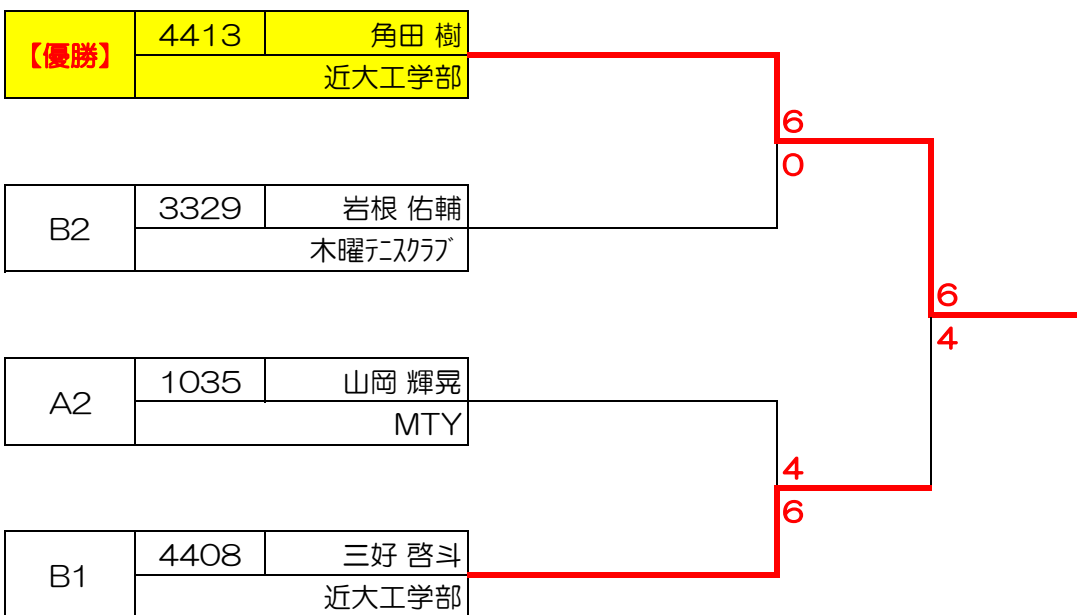 【優勝】 4413 角田 樹
近大工学部
6
0
B2 3329 岩根 佑輔
木曜ﾃﾆｽｸﾗﾌﾞ
6
4
A2 1035 山岡 輝晃
MTY
4
6
B1 4408 三好 啓斗
近大工学部